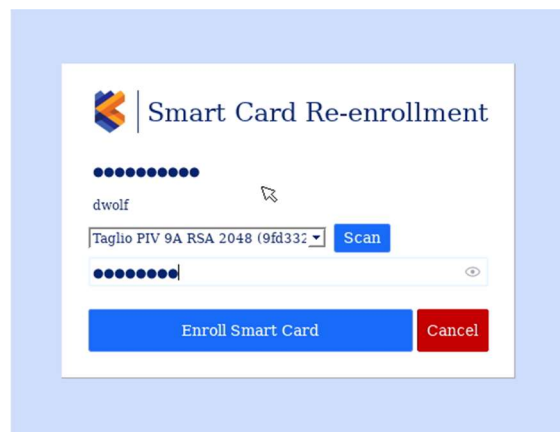 Smart Card Re-enrollment
●●●●●●●●●●
dwolf
Taglio PIV 9A RSA 2048 (9fd332
Scan
●●●●●●●●
Enroll Smart Card
Cancel